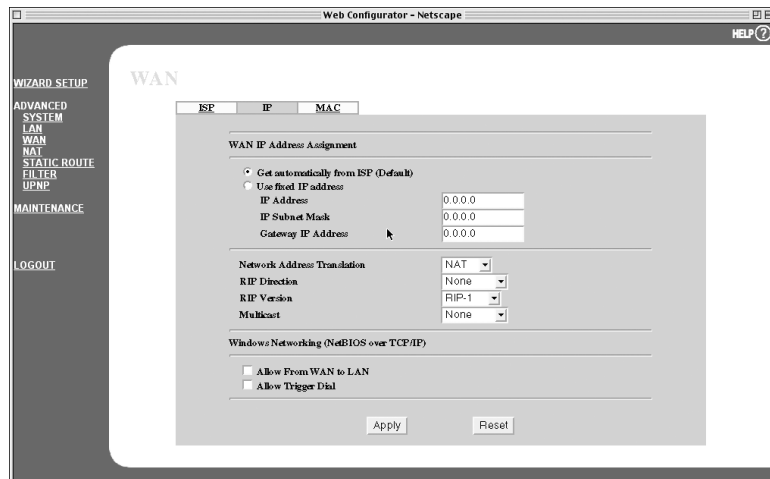 Web Configurator - Netscape
HELP ?
WIZARD SETUP
ADVANCED
SYSTEM
LAN
WAN
NAT
STATIC ROUTE
FILTER
UPNP
MAINTENANCE
LOGOUT
WAN
ISP IP MAC
WAN IP Address Assignment
Get automatically from ISP (Default)
Use fixed IP address
IP Address 0.0.0.0
IP Subnet Mask 0.0.0.0
Gateway IP Address 0.0.0.0
Network Address Translation NAT
RIP Direction None
RIP Version RIP-1
Multicast None
Windows Networking (NetBIOS over TCP/IP)
Allow From WAN to LAN
Allow Trigger Dial
Apply Reset